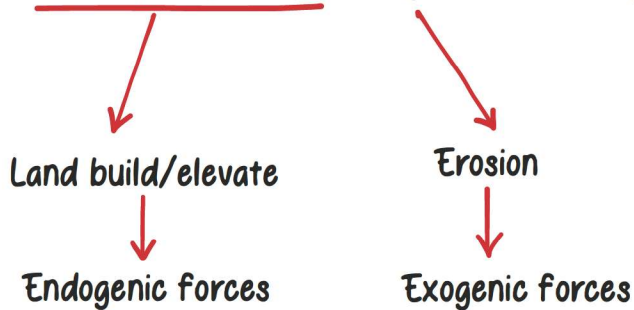 Land build/elevate
Erosion
Endogenic forces
Exogenic forces